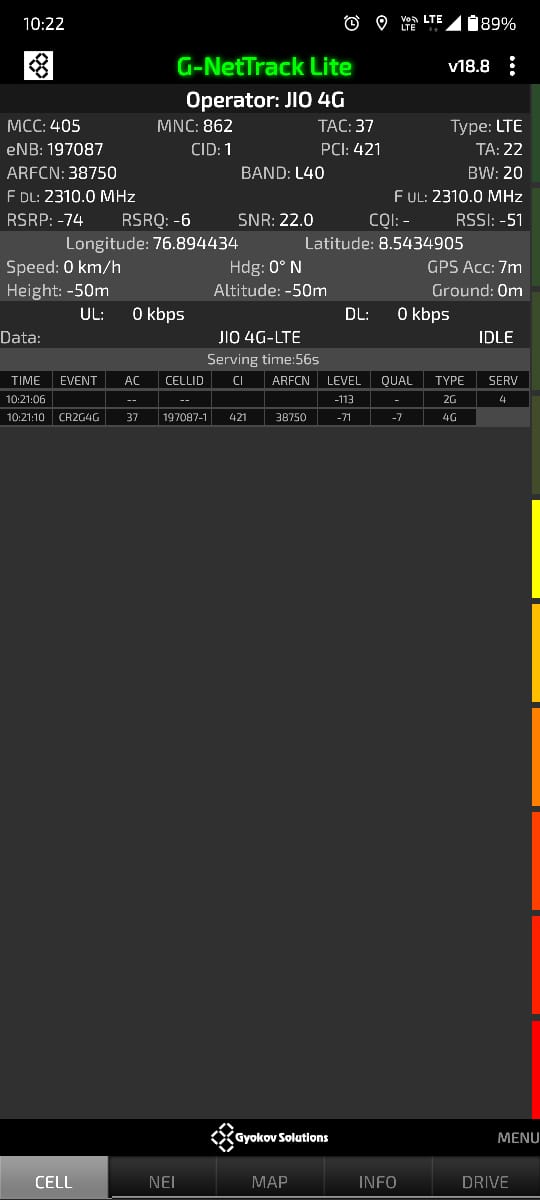 10:22 Vo LTE LTE 89%
G-NetTrack Lite v18.8
Operator: JIO 4G
MCC: 405 MNC: 862 TAC: 37 Type: LTE
eNB: 197087 CID: 1 PCI: 421 TA: 22
ARFCN: 38750 BAND: L40 BW: 20
F DL: 2310.0 MHz F UL: 2310.0 MHz
RSRP: -74 RSRQ: -6 SNR: 22.0 CQI: - RSSI: -51
Longitude: 76.894434 Latitude: 8.5434905
Speed: 0 km/h Hdg: 0° N GPS Acc: 7m
Height: -50m Altitude: -50m Ground: 0m
UL: 0 kbps DL: 0 kbps
Data: JIO 4G-LTE IDLE
Serving time:56s
TIME EVENT AC CELLID CI ARFCN LEVEL QUAL TYPE SERV
10:21:06 -- -- -113 - 2G 4
10:21:10 CR2G4G 37 197087-1 421 38750 -71 -7 4G
Gyokov Solutions MENU
CELL NEI MAP INFO DRIVE